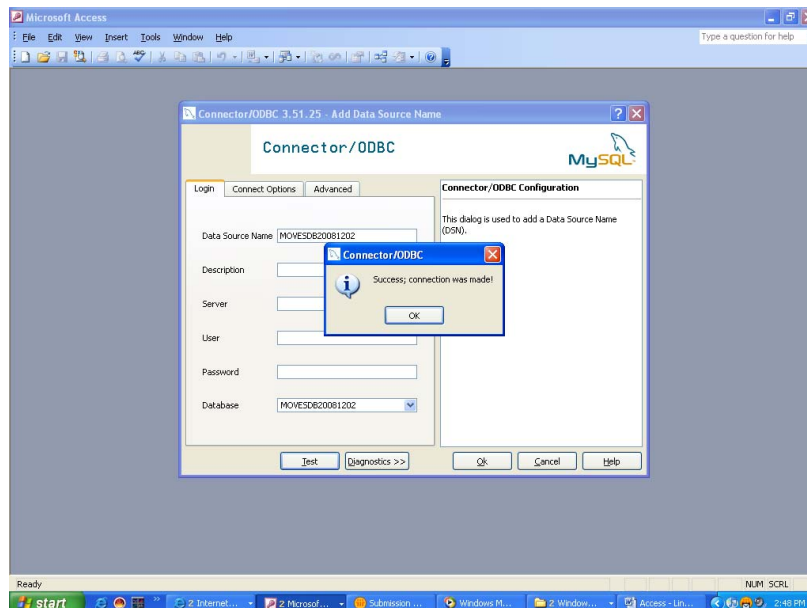 Microsoft Access
File Edit View Insert Tools Window Help
Type a question for help
Connector/ODBC 3.51.25 - Add Data Source Name
Connector/ODBC
MySQL
Login Connect Options Advanced
Connector/ODBC Configuration
This dialog is used to add a Data Source Name
(DSN).
Data Source Name MOVESDB20081202
Connector/ODBC
Success; connection was made!
OK
Description
Server
User
Password
Database MOVESDB20081202
Test Diagnostics >> Ok Cancel Help
Ready
NUM SCRL
start 2 Internet... 2 Microsof... Submission ... Windows M... 2 Window... Access - Lin... 2:48 PM